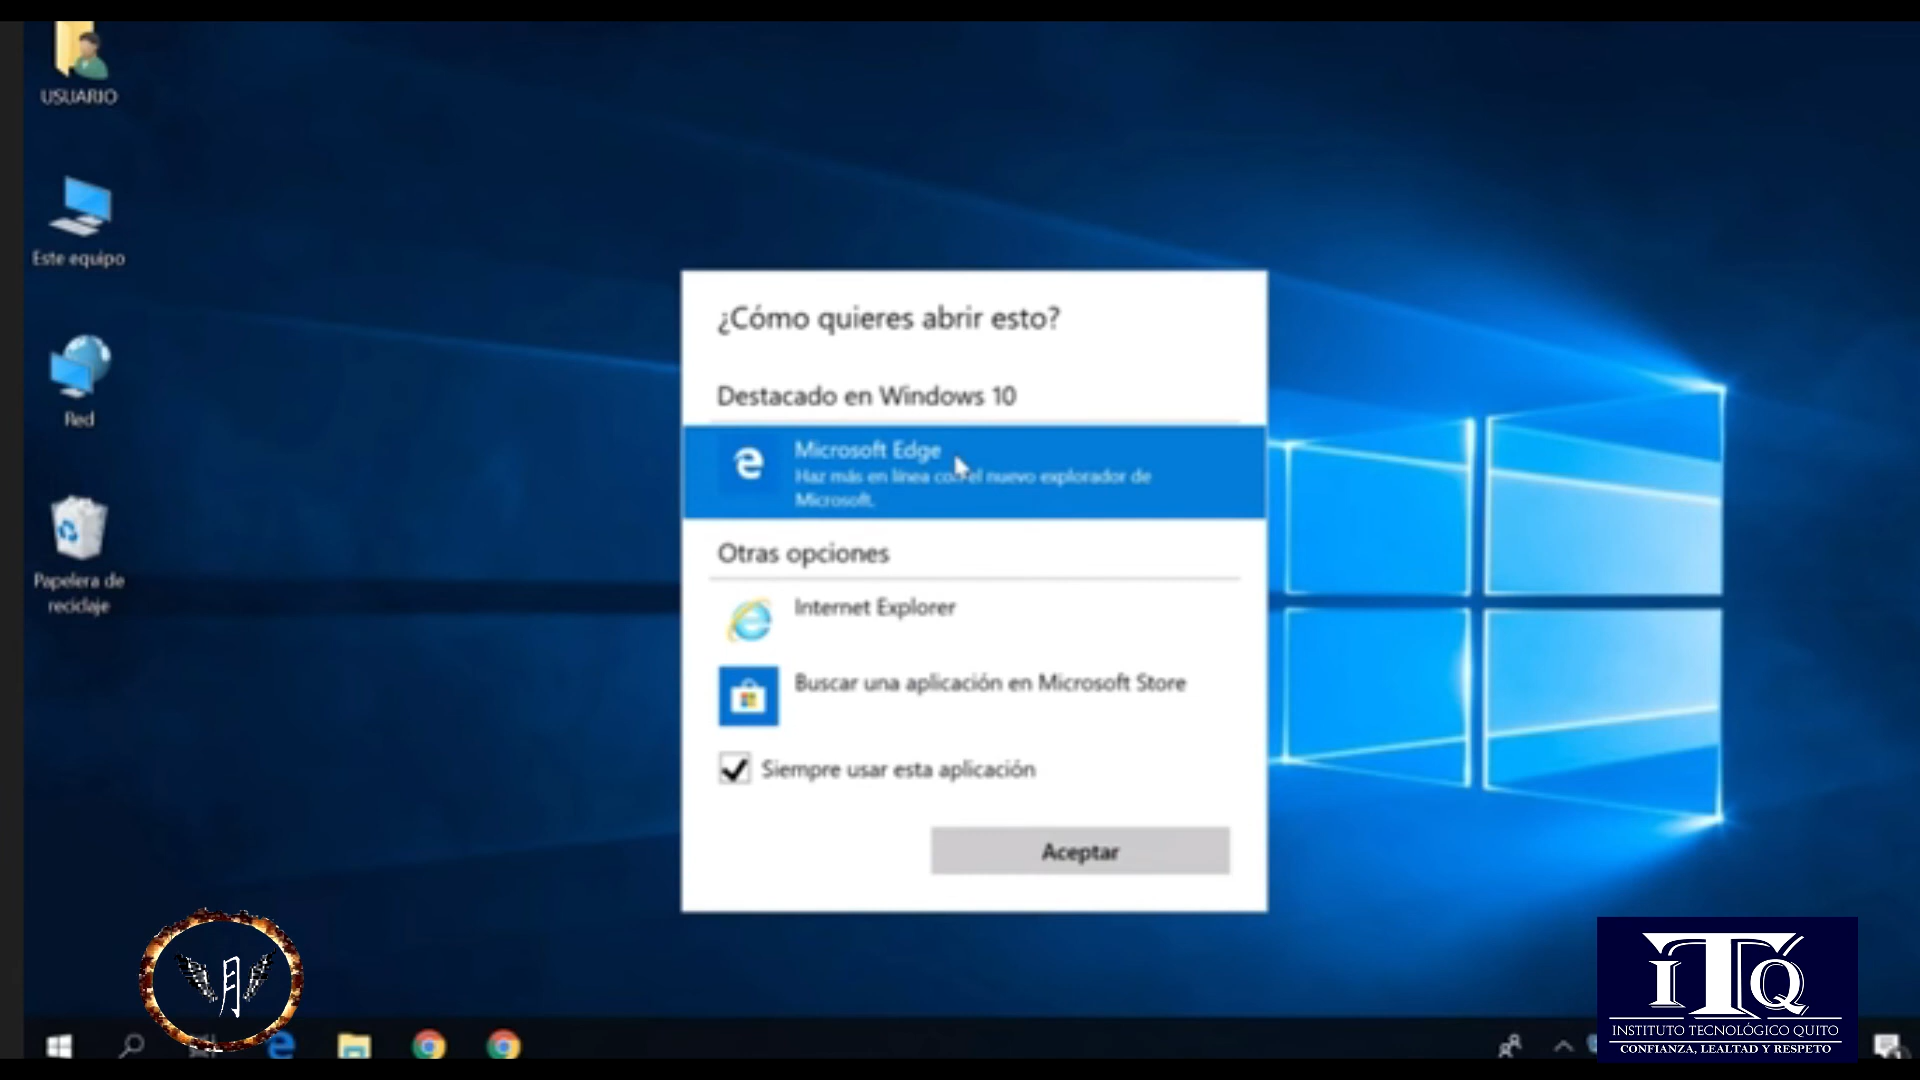 USUARIO
Este equipo
Red
Papelera de
reciclaje
¿Cómo quieres abrir esto?
Destacado en Windows 10
Microsoft Edge
Haz más en línea con el nuevo explorador de
Microsoft.
Otras opciones
Internet Explorer
Buscar una aplicación en Microsoft Store
Siempre usar esta aplicación
Aceptar
月
ITQ
INSTITUTO TECNOLÓGICO QUITO
CONFIANZA, LEALTAD Y RESPETO